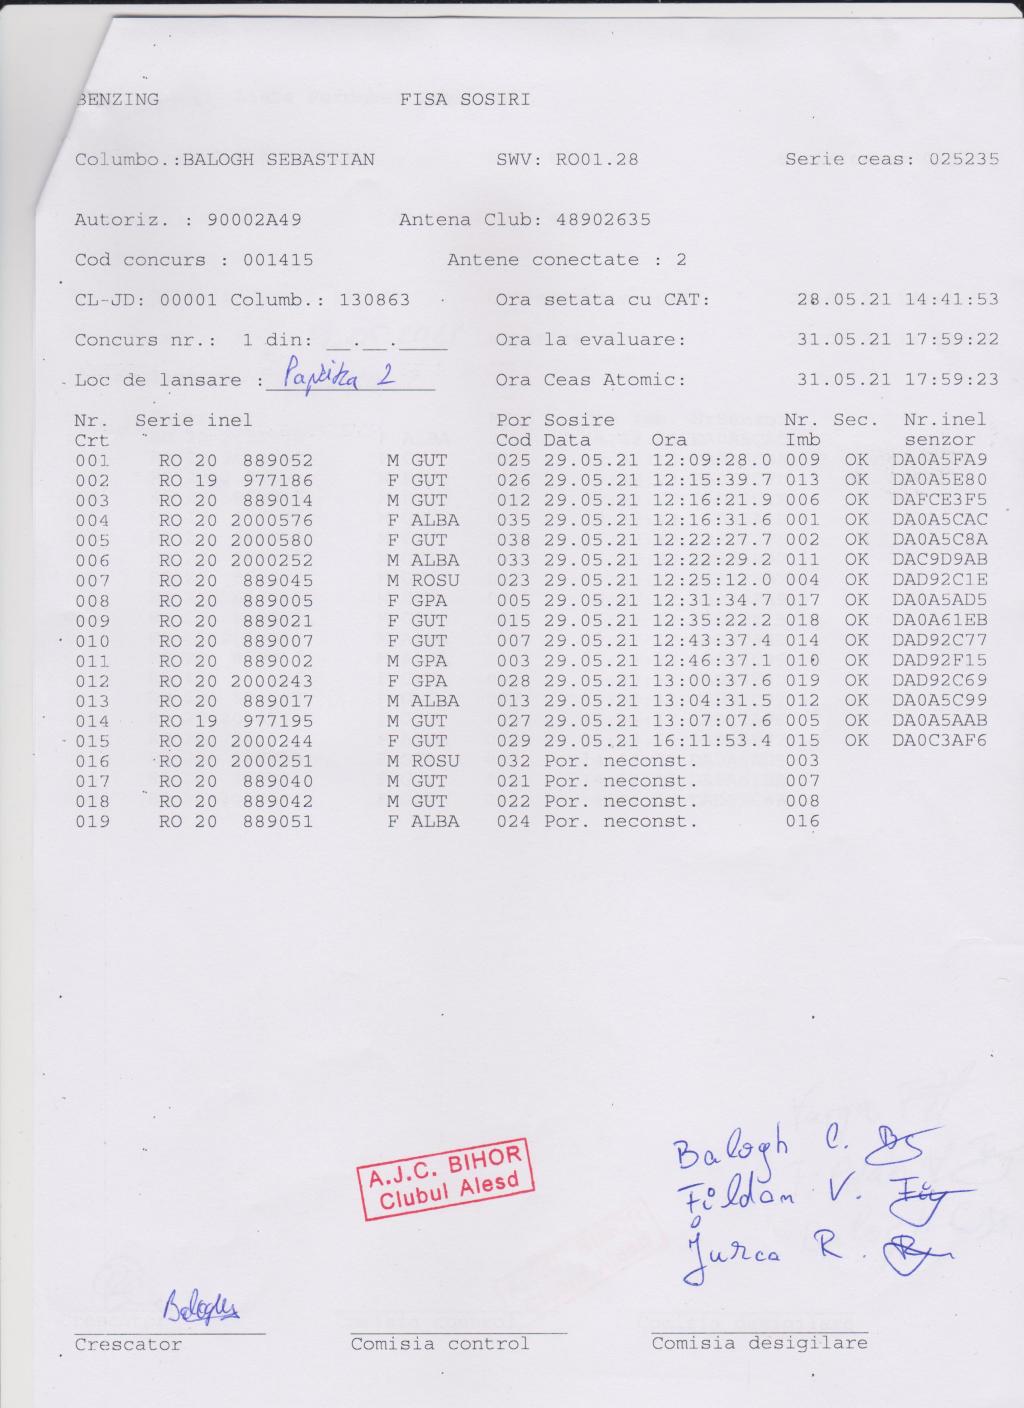 BENZING FISA SOSIRI
Columbo.:BALOGH SEBASTIAN SWV: RO01.28 Serie ceas: 025235
Autoriz. : 90002A49 Antena Club: 48902635
Cod concurs : 001415 Antene conectate : 2
CL-JD: 00001 Columb.: 130863 Ora setata cu CAT: 28.05.21 14:41:53
Concurs nr.: 1 din: __.__.____ Ora la evaluare: 31.05.21 17:59:22
Loc de lansare : 2 Ora Ceas Atomic: 31.05.21 17:59:23
Nr. Serie inel Por Sosire Nr. Sec. Nr.inel
Crt Cod Data Ora Imb senzor
001 RO 20 889052 M GUT 025 29.05.21 12:09:28.0 009 OK DA0A5FA9
002 RO 19 977186 F GUT 026 29.05.21 12:15:39.7 013 OK DA0A5E80
003 RO 20 889014 M GUT 012 29.05.21 12:16:21.9 006 OK DAFCE3F5
004 RO 20 2000576 F ALBA 035 29.05.21 12:16:31.6 001 OK DA0A5CAC
005 RO 20 2000580 F GUT 038 29.05.21 12:22:27.7 002 OK DA0A5C8A
006 RO 20 2000252 M ALBA 033 29.05.21 12:22:29.2 011 OK DAC9D9AB
007 RO 20 889045 M ROSU 023 29.05.21 12:25:12.0 004 OK DAD92C1E
008 RO 20 889005 F GPA 005 29.05.21 12:31:34.7 017 OK DA0A5AD5
009 RO 20 889021 F GUT 015 29.05.21 12:35:22.2 018 OK DA0A61EB
010 RO 20 889007 F GUT 007 29.05.21 12:43:37.4 014 OK DAD92C77
011 RO 20 889002 M GPA 003 29.05.21 12:46:37.1 010 OK DAD92F15
012 RO 20 2000243 F GPA 028 29.05.21 13:00:37.6 019 OK DAD92C69
013 RO 20 889017 M ALBA 013 29.05.21 13:04:31.5 012 OK DA0A5C99
014 RO 19 977195 M GUT 027 29.05.21 13:07:07.6 005 OK DA0A5AAB
015 RO 20 2000244 F GUT 029 29.05.21 16:11:53.4 015 OK DA0C3AF6
016 RO 20 2000251 M ROSU 032 Por. neconst. 003
017 RO 20 889040 M GUT 021 Por. neconst. 007
018 RO 20 889042 M GUT 022 Por. neconst. 008
019 RO 20 889051 F ALBA 024 Por. neconst. 016
A.J.C. BIHOR
Clubul Alesd
Balogh C.
Fildan V.
Jurca R.
Balogh
Crescator Comisia control Comisia desigilare